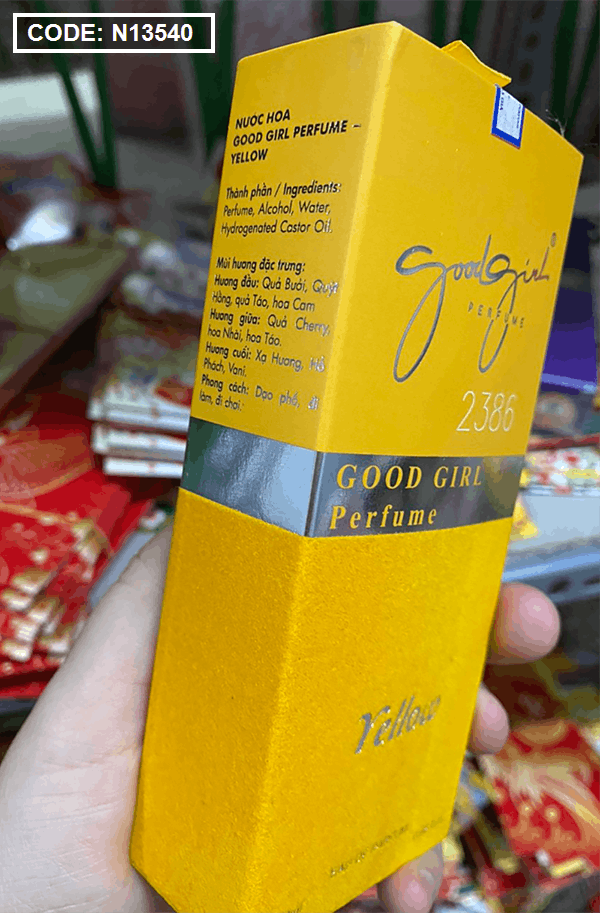 CODE: N13540
NƯỚC HOA
GOOD GIRL PERFUME –
YELLOW
Thành phần / Ingredients:
Perfume, Alcohol, Water,
Hydrogenated Castor Oil.
Mùi hương đặc trưng:
Hương đầu: Quả Bưởi, Quýt
Hồng, quả Táo, hoa Cam
Hương giữa: Quả Cherry,
hoa Nhài, hoa Táo.
Hương cuối: Xạ Hương, Hổ
Phách, Vani.
Phong cách: Dạo phố, đi
làm, đi chơi.
good girl®
PERFUME
2386
GOOD GIRL
Perfume
Yellow